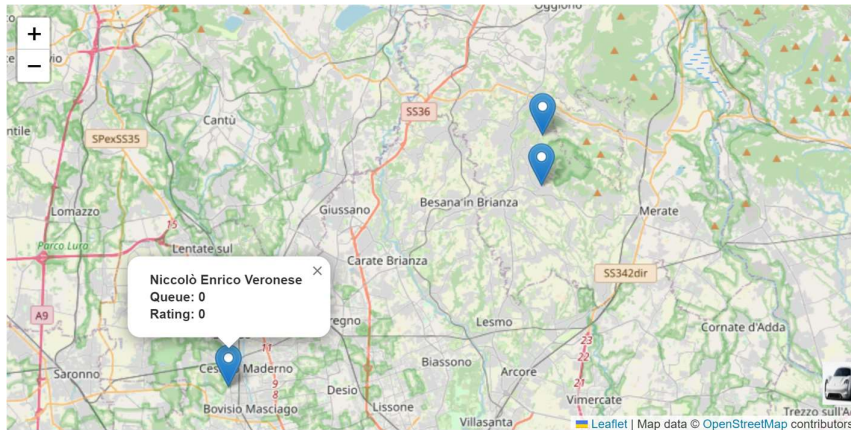 Oggiono
+
−
SS36
Cantù
ntile
SPexSS35
Besana in Brianza
Giussano
Merate
Lomazzo
15
Parco Lura
Lentate sul
Carate Brianza
SS342dir
×
Niccolò Enrico Veronese
Queue: 0
Rating: 0
A9
regno
Lesmo
Cornate d'Adda
23
22
11
Biassono
Maderno
Saronno
Arcore
9
8
21
Desio
Bovisio Masciago
Lissone
Vimercate
Villasanta
Trezzo sull'A
Leaflet | Map data © OpenStreetMap contributors